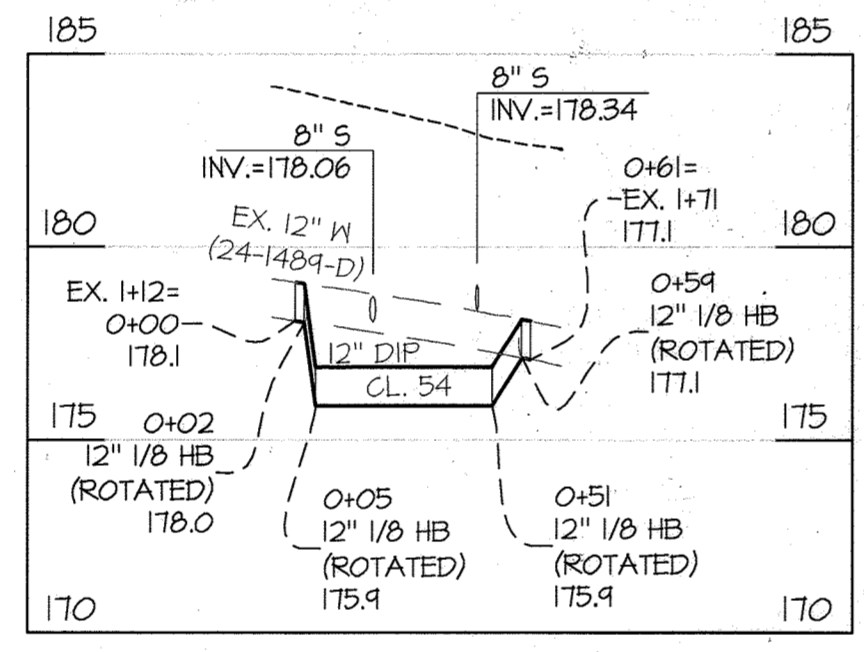 185
185
8" S
INV.=178.34
8" S
INV.=178.06
0+61=
EX. 1+71
177.1
180
EX. 12" W
(24-1489-D)
180
EX. 1+12=
0+00
178.1
0+59
12" 1/8 HB
(ROTATED)
177.1
12" DIP
CL. 54
175
0+02
12" 1/8 HB
(ROTATED)
178.0
175
0+05
12" 1/8 HB
(ROTATED)
175.9
0+51
12" 1/8 HB
(ROTATED)
175.9
170
170